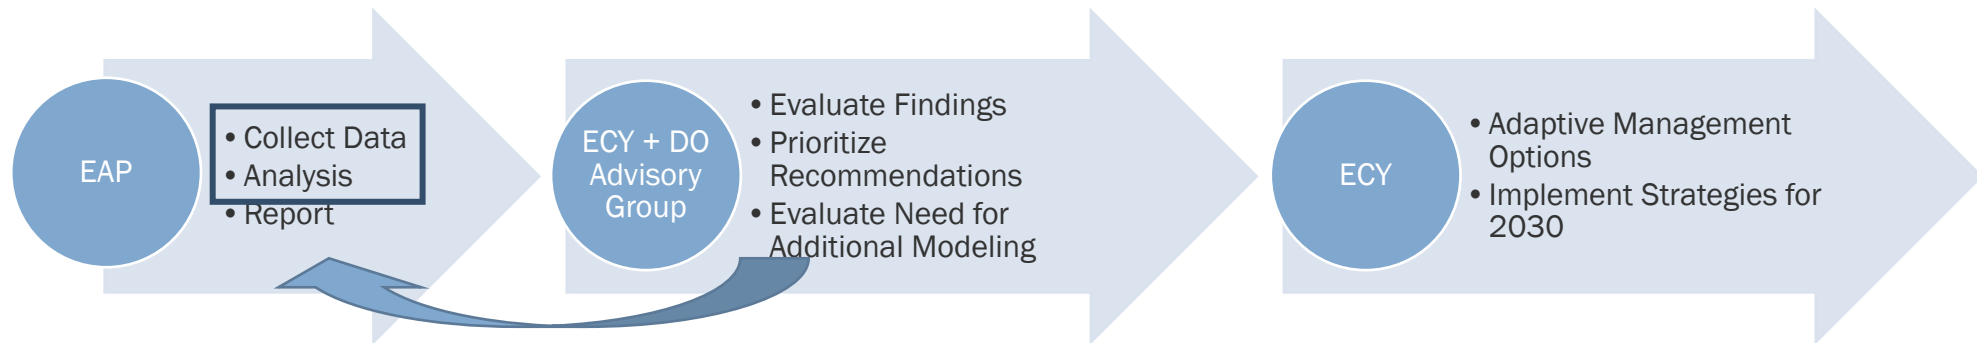 EAP
• Collect Data
• Analysis
• Report
ECY + DO
Advisory
Group
• Evaluate Findings
• Prioritize
Recommendations
• Evaluate Need for
Additional Modeling
ECY
• Adaptive Management
Options
• Implement Strategies for
2030